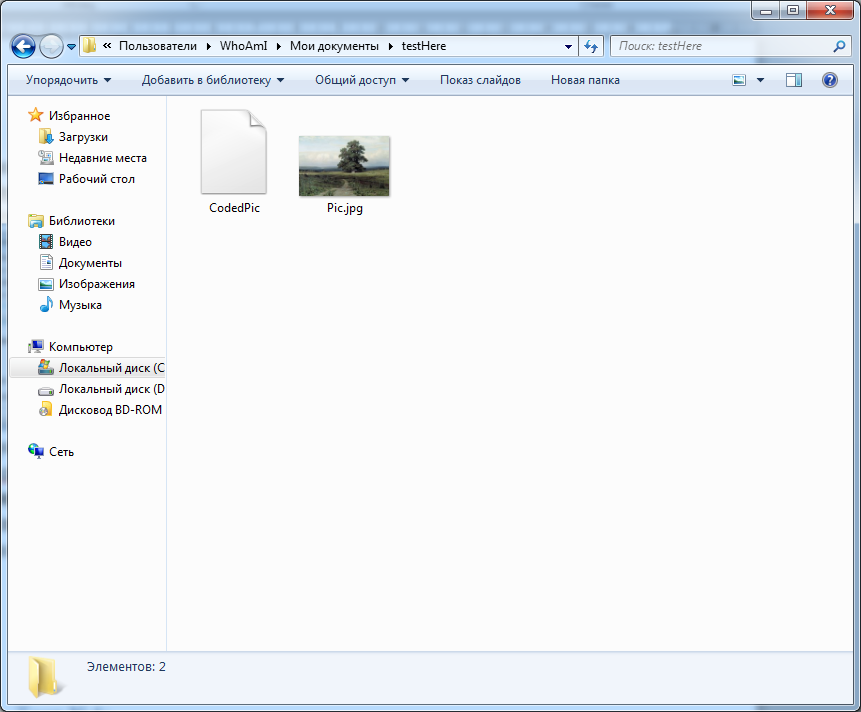 « Пользователи WhoAmI Мои документы testHere
Поиск: testHere
Упорядочить Добавить в библиотеку Общий доступ Показ слайдов Новая папка
Избранное
Загрузки
Недавние места
Рабочий стол
Библиотеки
Видео
Документы
Изображения
Музыка
Компьютер
Локальный диск (C
Локальный диск (D
Дисковод BD-ROM
Сеть
CodedPic
Pic.jpg
Элементов: 2